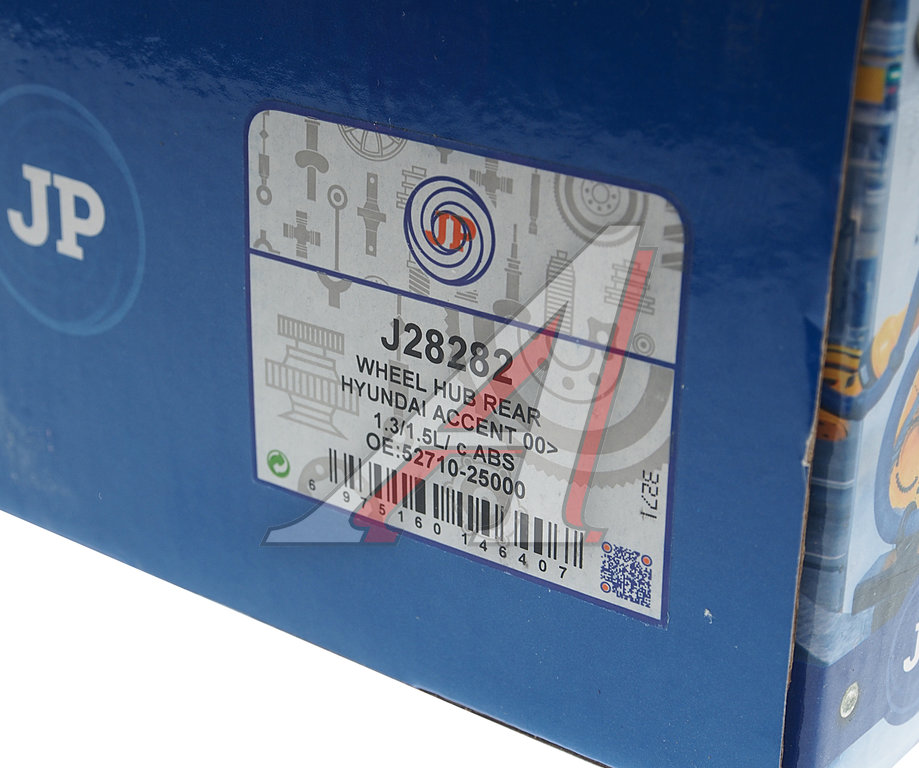 JP
JP
J28282
WHEEL HUB REAR
HYUNDAI ACCENT 00>
1.3/1.5L/ c ABS
OE:52710-25000
6 975160 146407